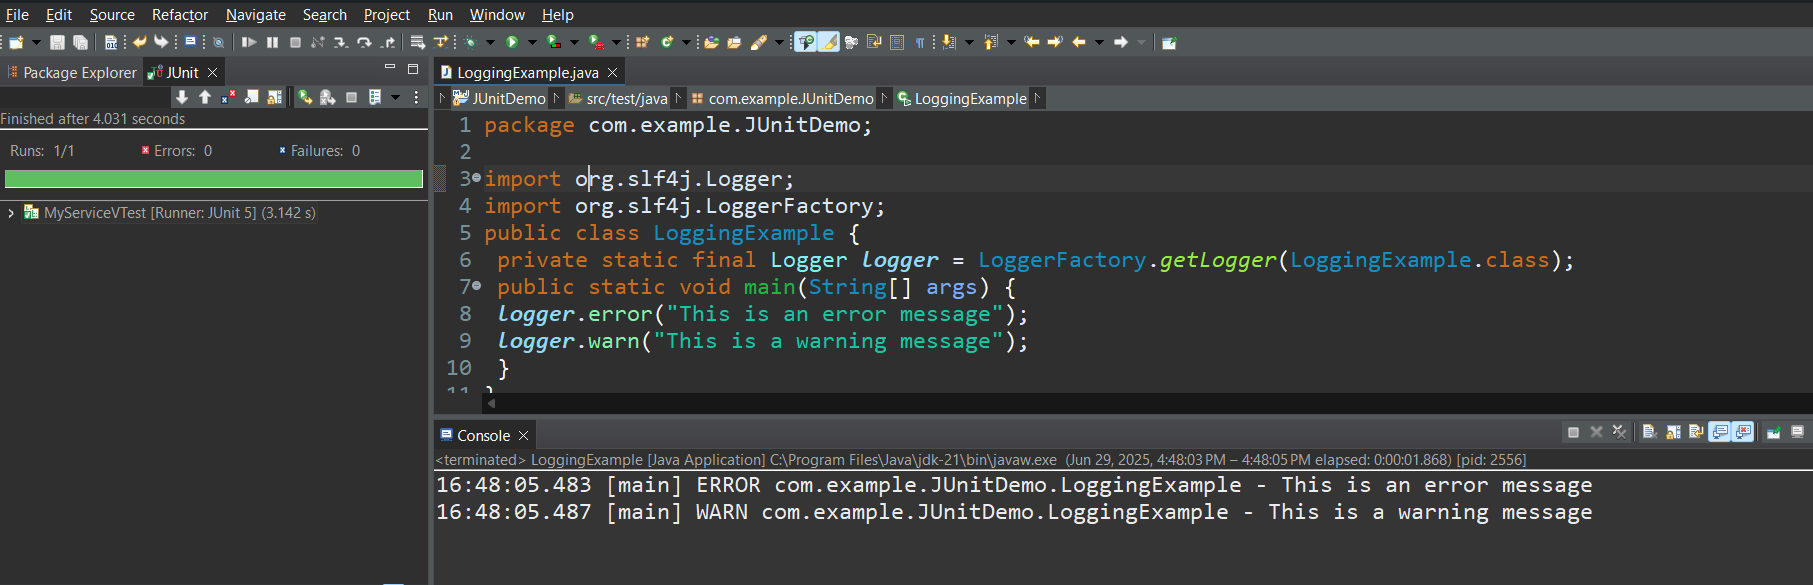 File Edit Source Refactor Navigate Search Project Run Window Help
Package Explorer JUnit
Finished after 4.031 seconds
Runs: 1/1 Errors: 0 Failures: 0
MyServiceVTest [Runner: JUnit 5] (3.142 s)
LoggingExample.java
JUnitDemo src/test/java com.example.JUnitDemo LoggingExample
1 package com.example.JUnitDemo;
2
3 import org.slf4j.Logger;
4 import org.slf4j.LoggerFactory;
5 public class LoggingExample {
6 private static final Logger logger = LoggerFactory.getLogger(LoggingExample.class);
7 public static void main(String[] args) {
8 logger.error("This is an error message");
9 logger.warn("This is a warning message");
10 }
11 }
Console
<terminated> LoggingExample [Java Application] C:\Program Files\Java\jdk-21\bin\javaw.exe (Jun 29, 2025, 4:48:03 PM – 4:48:05 PM elapsed: 0:00:01.868) [pid: 2556]
16:48:05.483 [main] ERROR com.example.JUnitDemo.LoggingExample - This is an error message
16:48:05.487 [main] WARN com.example.JUnitDemo.LoggingExample - This is a warning message